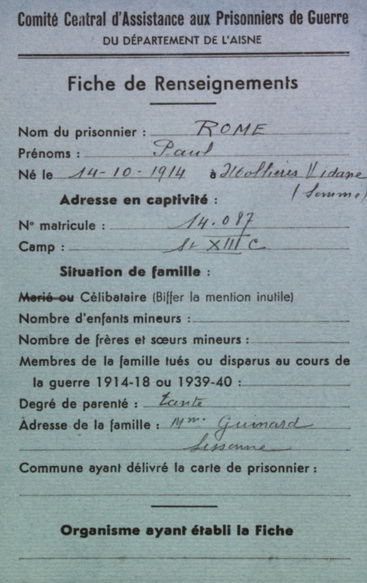 Comité Central d'Assistance aux Prisonniers de Guerre
DU DÉPARTEMENT DE L'AISNE
Fiche de Renseignements
Nom du prisonnier : ROME
Prénoms : Paul
Né le 14-10-1914 à Mollieres Vidame
(Somme)
Adresse en captivité :
N° matricule : 14.087
Camp : St XIII C
Situation de famille :
Marié ou Célibataire (Biffer la mention inutile)
Nombre d'enfants mineurs :
Nombre de frères et sœurs mineurs :
Membres de la famille tués ou disparus au cours de
la guerre 1914-18 ou 1939-40 :
Degré de parenté : tante
Adresse de la famille : Mme Guimard
Sissonne
Commune ayant délivré la carte de prisonnier :
Organisme ayant établi la Fiche